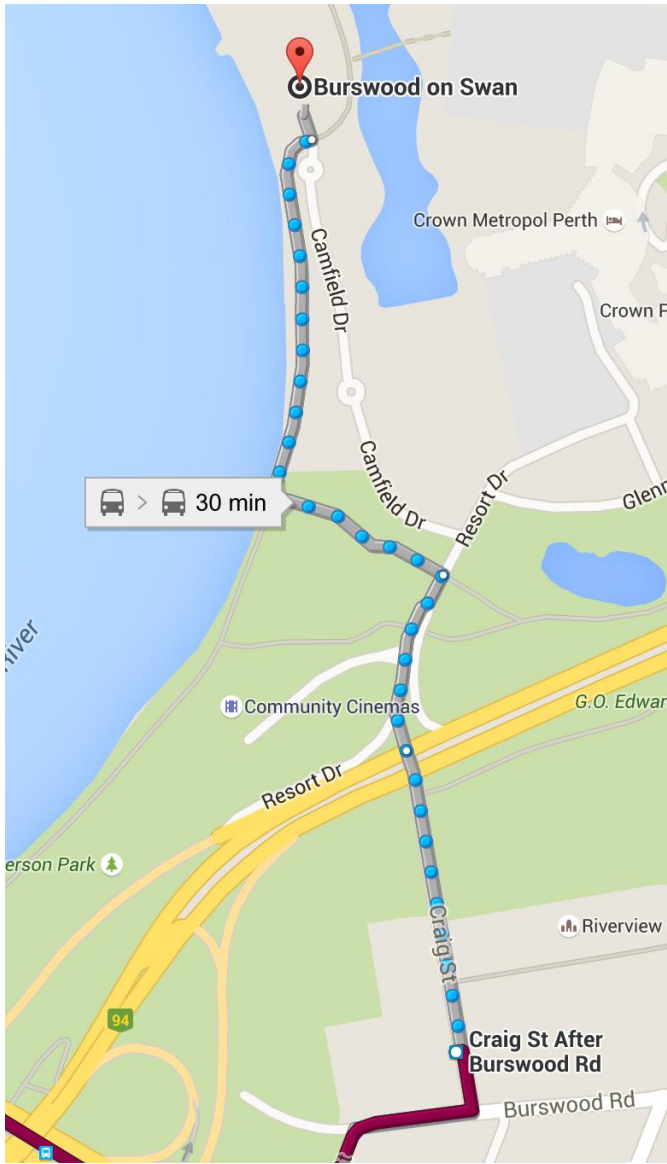 Burswood on Swan
Crown Metropol Perth
Crown P
Camfield Dr
Camfield Dr
Resort Dr
Glenn
30 min
River
Community Cinemas
G.O. Edwar
Resort Dr
erson Park
Craig St
Riverview
94
Craig St After
Burswood Rd
Burswood Rd